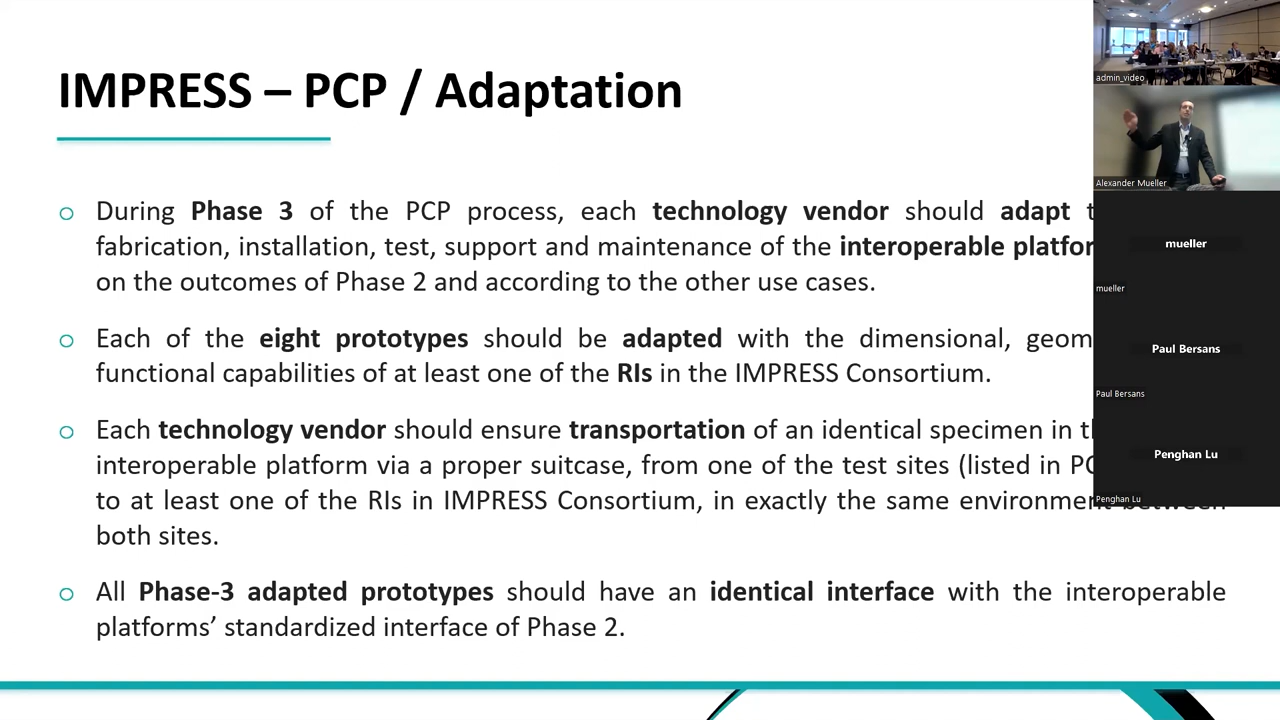 IMPRESS – PCP / Adaptation
During Phase 3 of the PCP process, each technology vendor should adapt
fabrication, installation, test, support and maintenance of the interoperable
on the outcomes of Phase 2 and according to the other use cases.
Each of the eight prototypes should be adapted with the dimensional,
functional capabilities of at least one of the RIs in the IMPRESS Consortium.
Each technology vendor should ensure transportation of an identical specimen in
interoperable platform via a proper suitcase, from one of the test sites (listed in
to at least one of the RIs in IMPRESS Consortium, in exactly the same environment between
both sites.
All Phase-3 adapted prototypes should have an identical interface with the interoperable
platforms’ standardized interface of Phase 2.
admin_video
Alexander Mueller
mueller
mueller
Paul Bersans
Paul Bersans
Penghan Lu
Penghan Lu